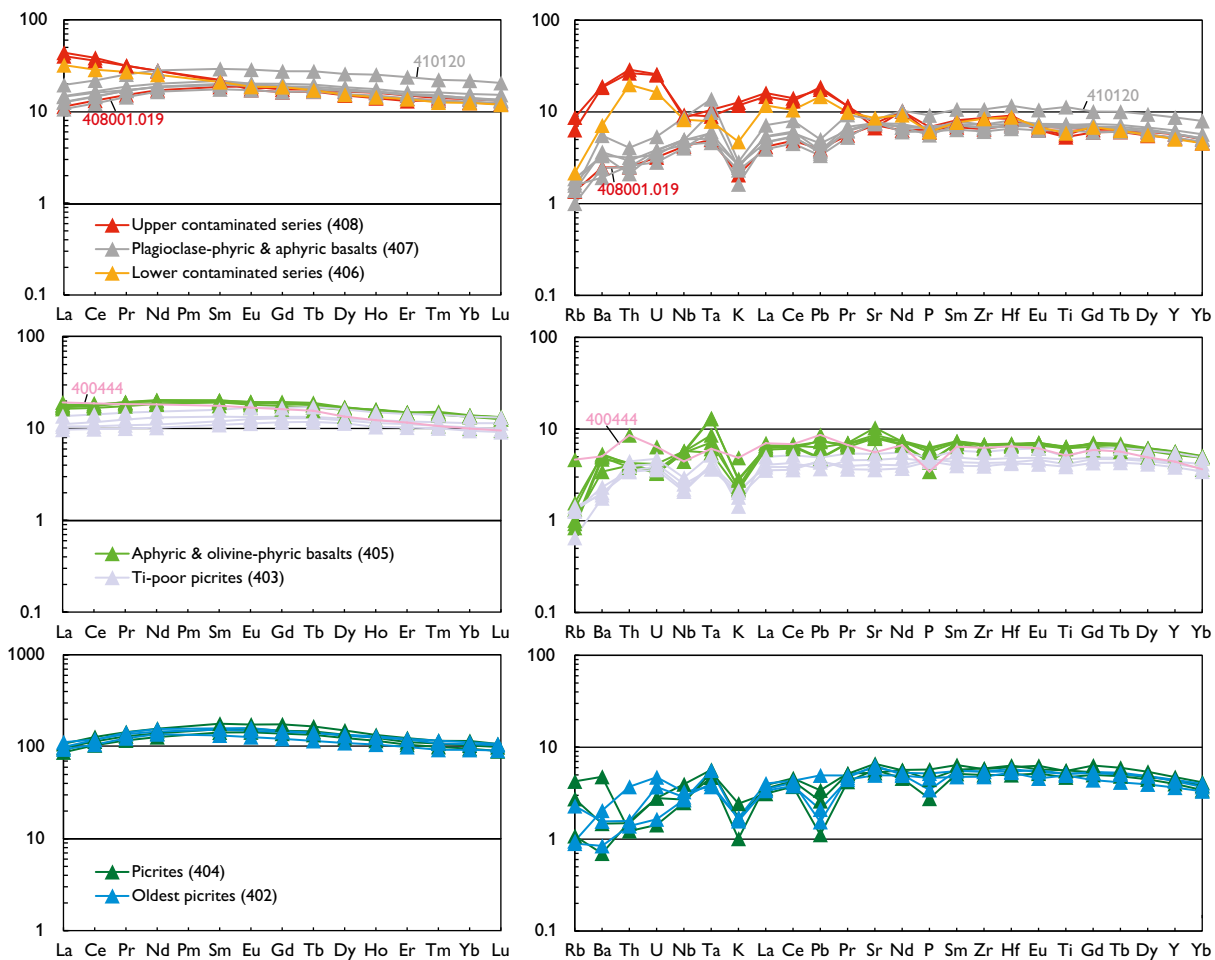 100
10
1
0.1
410120
408001.019
Upper contaminated series (408)
Plagioclase-phyric & aphyric basalts (407)
Lower contaminated series (406)
La Ce Pr Nd Pm Sm Eu Gd Tb Dy Ho Er Tm Yb Lu
100
10
1
0.1
410120
408001.019
Rb Ba Th U Nb Ta K La Ce Pb Pr Sr Nd P Sm Zr Hf Eu Ti Gd Tb Dy Y Yb
100
10
1
0.1
400444
Aphyric & olivine-phyric basalts (405)
Ti-poor picrites (403)
La Ce Pr Nd Pm Sm Eu Gd Tb Dy Ho Er Tm Yb Lu
100
10
1
0.1
400444
Rb Ba Th U Nb Ta K La Ce Pb Pr Sr Nd P Sm Zr Hf Eu Ti Gd Tb Dy Y Yb
1000
100
10
1
Picrites (404)
Oldest picrites (402)
La Ce Pr Nd Pm Sm Eu Gd Tb Dy Ho Er Tm Yb Lu
100
10
1
0.1
Rb Ba Th U Nb Ta K La Ce Pb Pr Sr Nd P Sm Zr Hf Eu Ti Gd Tb Dy Y Yb